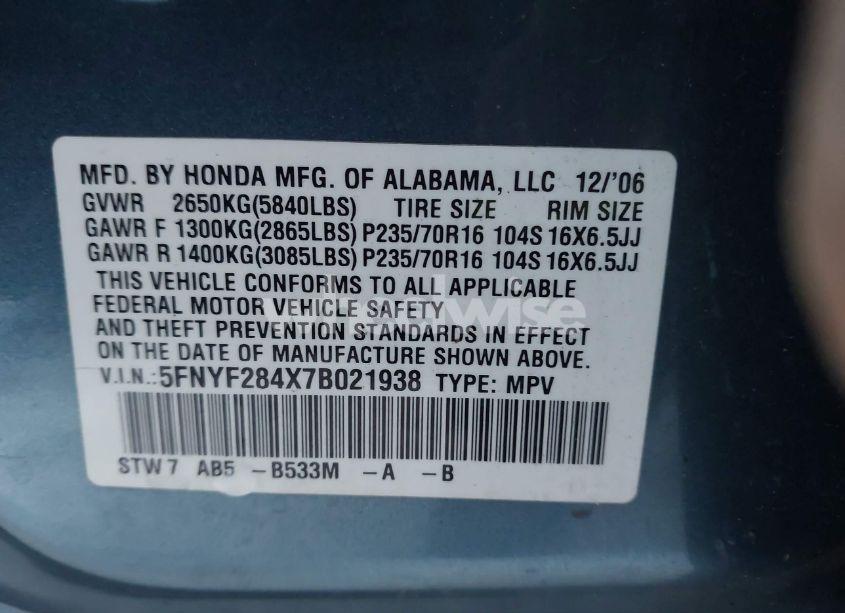 MFD. BY HONDA MFG. OF ALABAMA, LLC 12/'06
GVWR 2650KG(5840LBS) TIRE SIZE RIM SIZE
GAWR F 1300KG(2865LBS) P235/70R16 104S 16X6.5JJ
GAWR R 1400KG(3085LBS) P235/70R16 104S 16X6.5JJ
THIS VEHICLE CONFORMS TO ALL APPLICABLE
FEDERAL MOTOR VEHICLE SAFETY
AND THEFT PREVENTION STANDARDS IN EFFECT
ON THE DATE OF MANUFACTURE SHOWN ABOVE.
V.I.N.:5FNYF284X7B021938 TYPE: MPV
STW7 AB5 -B533M -A -B